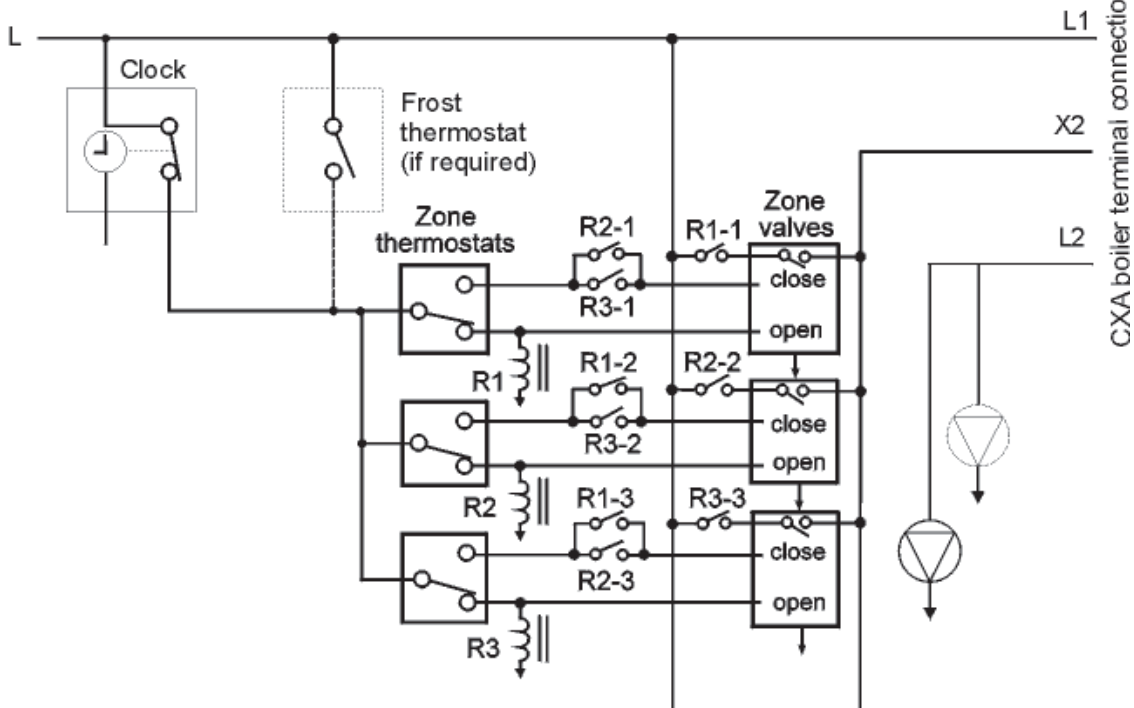 L
L1
Clock
Frost
thermostat
(if required)
X2
Zone
thermostats
R2-1
R1-1
Zone
valves
L2
close
R3-1
open
R1
R1-2
R2-2
close
R3-2
open
R2
R1-3
R3-3
close
R2-3
open
R3
CXA boiler terminal